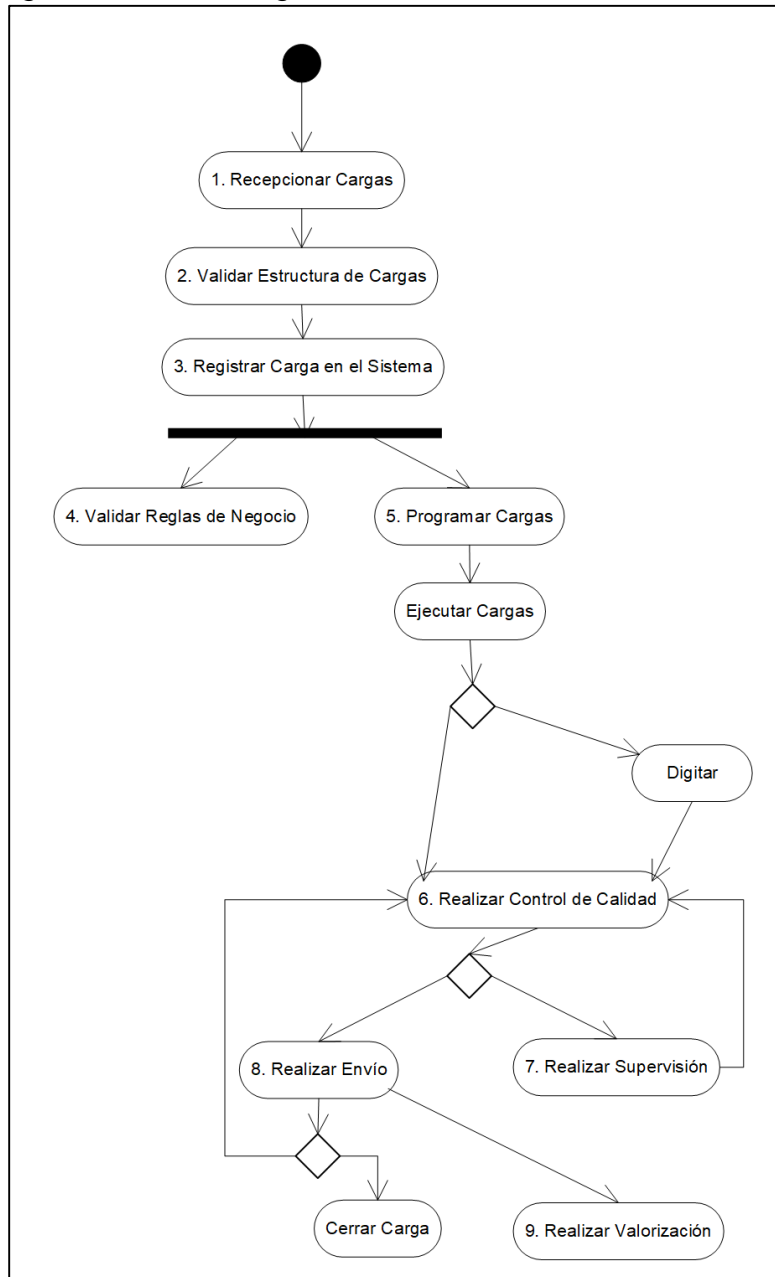 1. Recepcionar Cargas
2. Validar Estructura de Cargas
3. Registrar Carga en el Sistema
4. Validar Reglas de Negocio
5. Programar Cargas
Ejecutar Cargas
Digitar
6. Realizar Control de Calidad
8. Realizar Envío
7. Realizar Supervisión
Cerrar Carga
9. Realizar Valorización